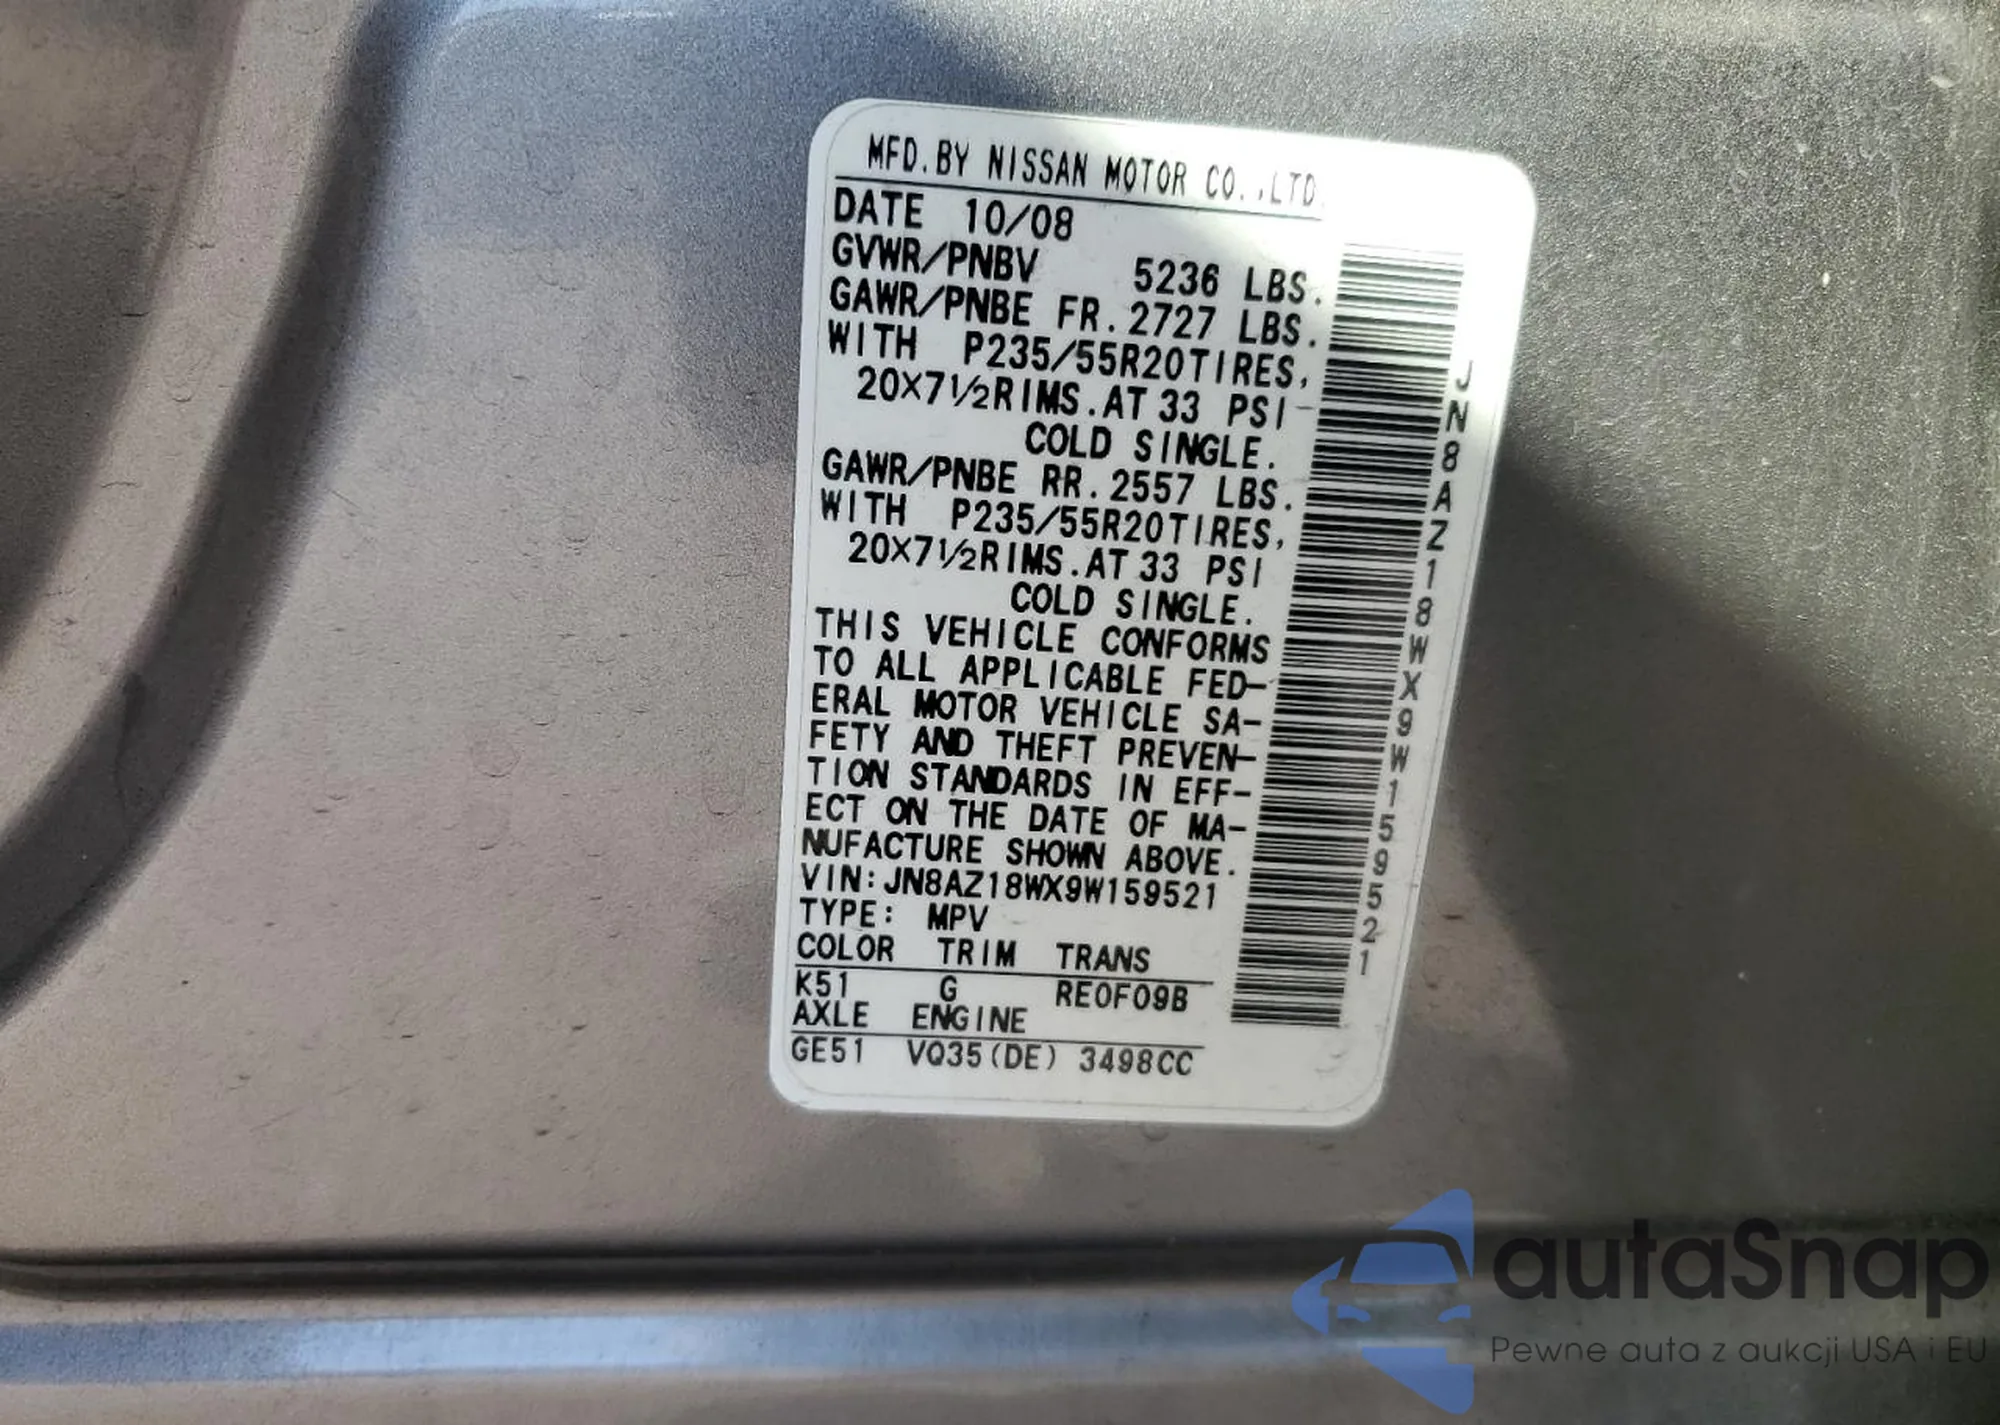 MFD.BY NISSAN MOTOR CO.,LTD.
DATE 10/08
GVWR/PNBV 5236 LBS.
GAWR/PNBE FR.2727 LBS.
WITH P235/55R20TIRES,
20X7½RIMS.AT 33 PSI
COLD SINGLE.
GAWR/PNBE RR.2557 LBS.
WITH P235/55R20TIRES,
20X7½RIMS.AT 33 PSI
COLD SINGLE.
THIS VEHICLE CONFORMS
TO ALL APPLICABLE FED-
ERAL MOTOR VEHICLE SA-
FETY AND THEFT PREVEN-
TION STANDARDS IN EFF-
ECT ON THE DATE OF MA-
NUFACTURE SHOWN ABOVE.
VIN:JN8AZ18WX9W159521
TYPE: MPV
COLOR TRIM TRANS
K51 G RE0F09B
AXLE ENGINE
GE51 VQ35(DE) 3498CC
JN8AZ18WX9W159521
autaSnap
Pewne auta z aukcji USA i EU